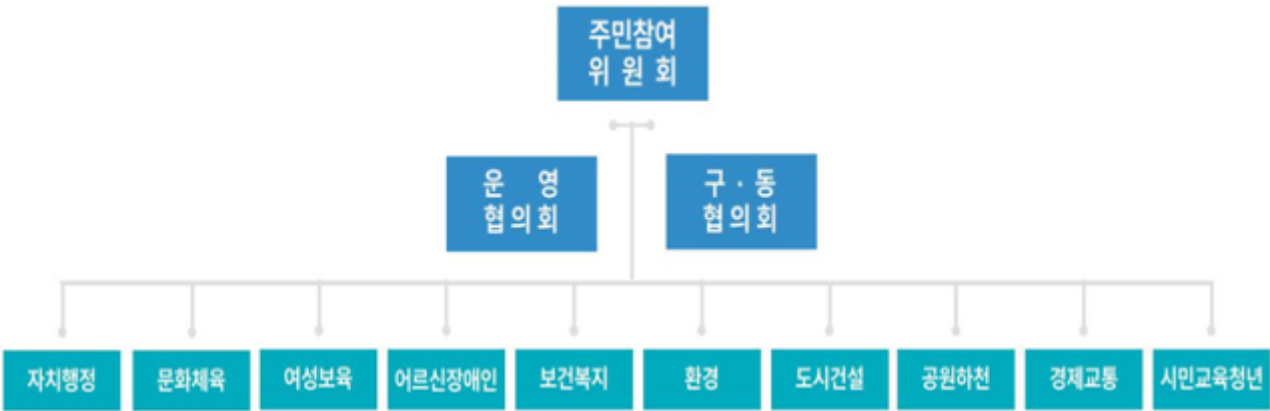 주민참여
위 원 회
운 영
협의회
구 · 동
협의회
자치행정
문화체육
여성보육
어르신장애인
보건복지
환경
도시건설
공원하천
경제교통
시민교육청년